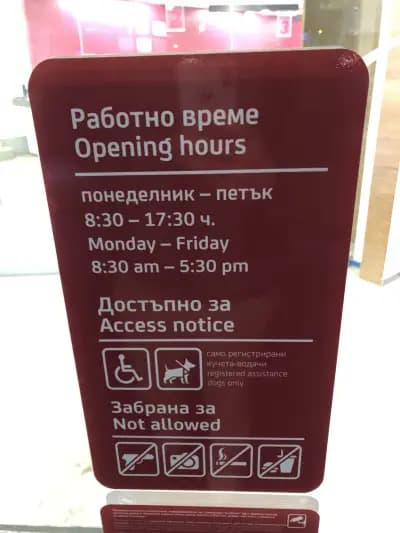 Работно време
Opening hours
понеделник – петък
8:30 – 17:30 ч.
Monday – Friday
8:30 am – 5:30 pm
Достъпно за
Access notice
само регистрирани
кучета-водачи
registered assistance
dogs only
Забрана за
Not allowed